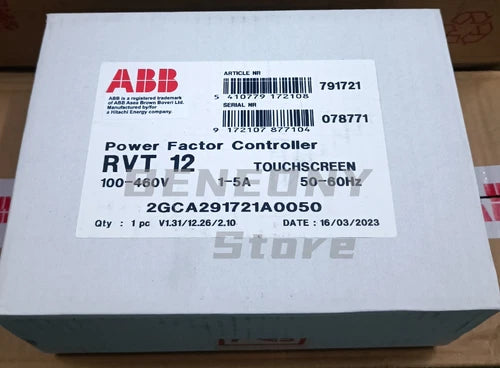 ABB
ABB is a registered trademark
of ABB Asea Brown Boveri Ltd.
Manufactured by/for
a Hitachi Energy company.
ARTICLE NR
791721
5 410779 172108
SERIAL NR
078771
9 172107 877104
Power Factor Controller
RVT 12 TOUCHSCREEN
100-460V 1-5A 50-60Hz
BENEONY
2GCA291721A0050
Store
Qty : 1 pc V1.31/12.26/2.10 DATE : 16/03/2023